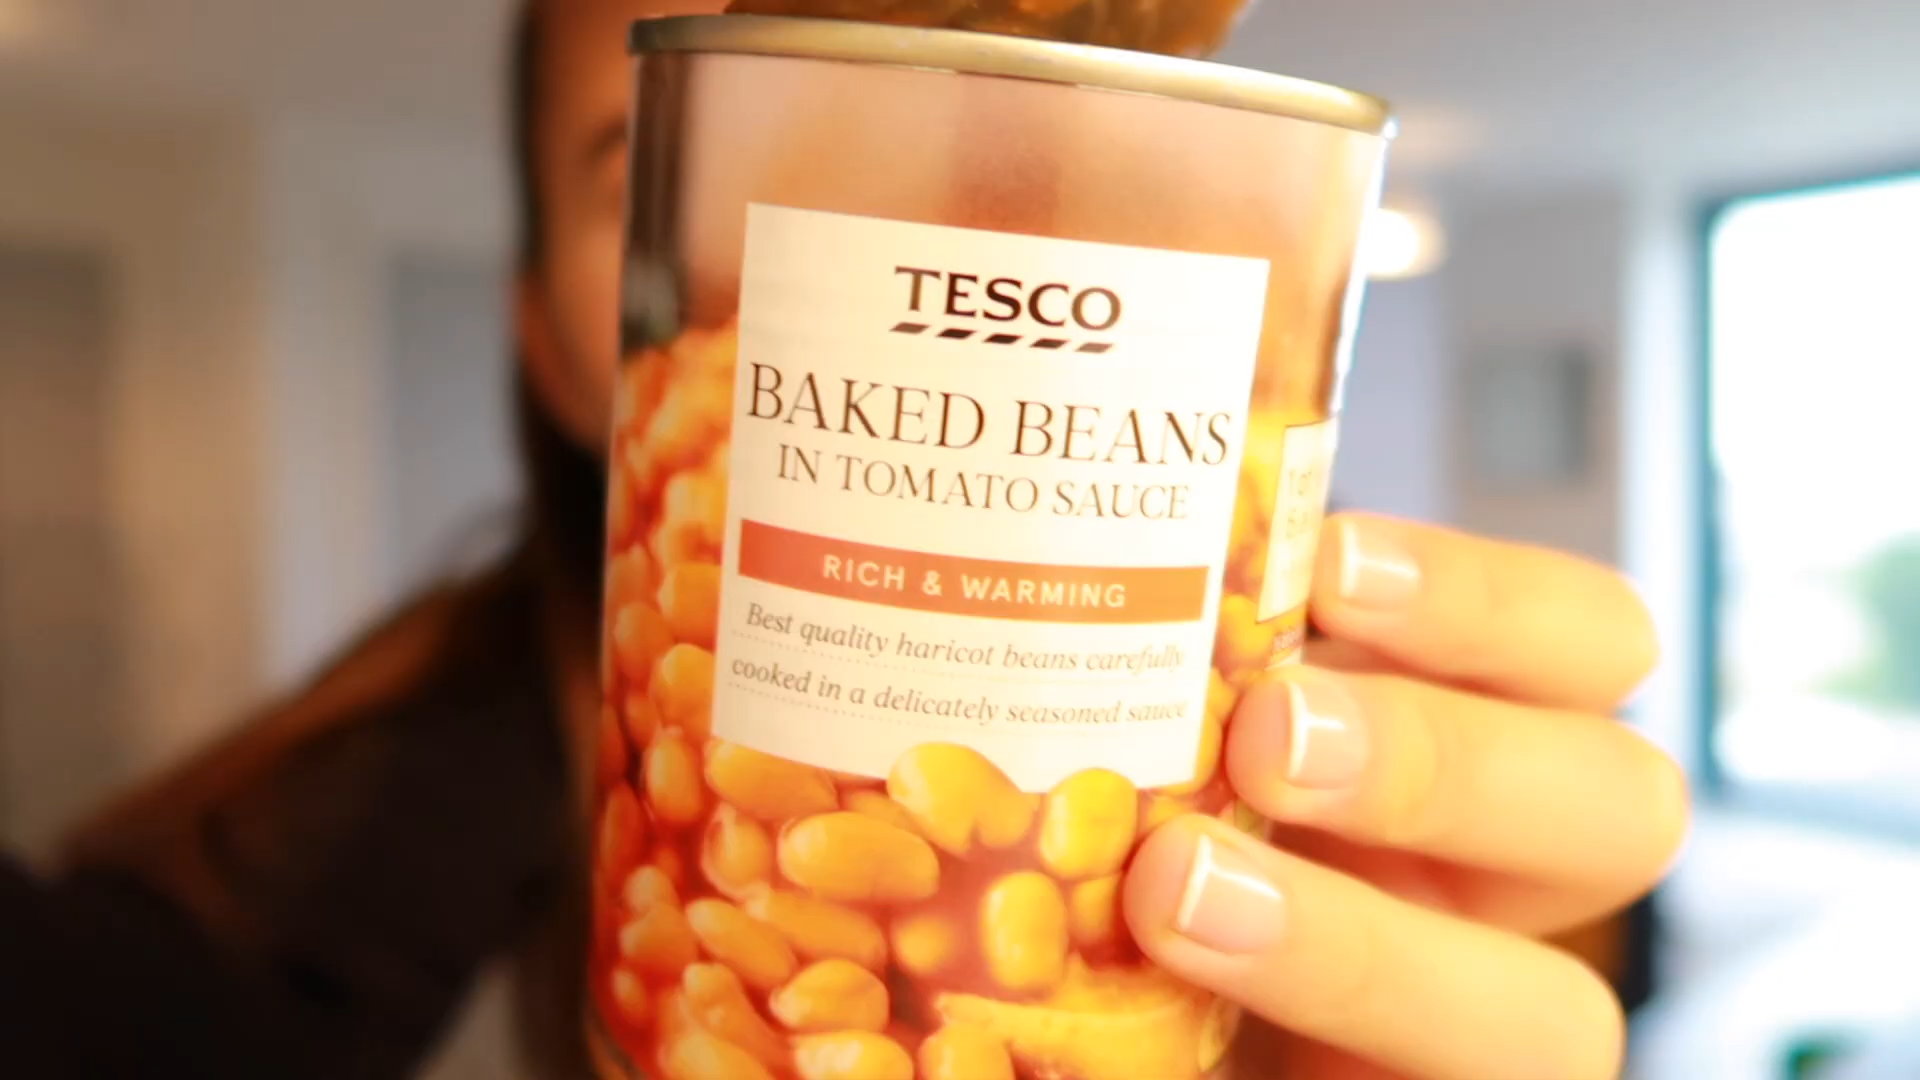 TESCO
BAKED BEANS
IN TOMATO SAUCE
RICH & WARMING
Best quality haricot beans carefully
cooked in a delicately seasoned sauce